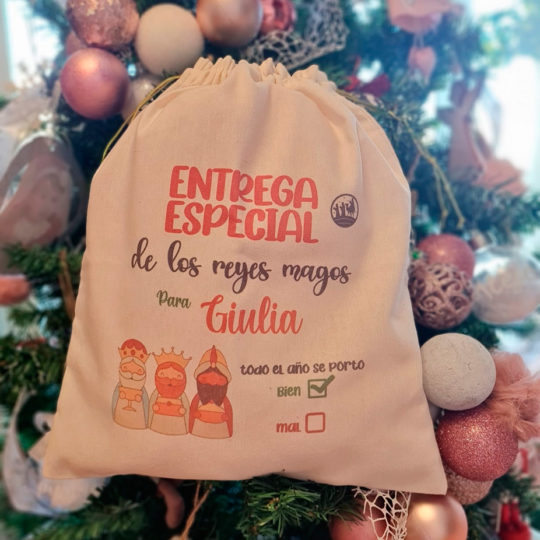 ENTREGA
ESPECIAL
de los reyes magos
Para Giulia
todo el año se porto
Bien
mal